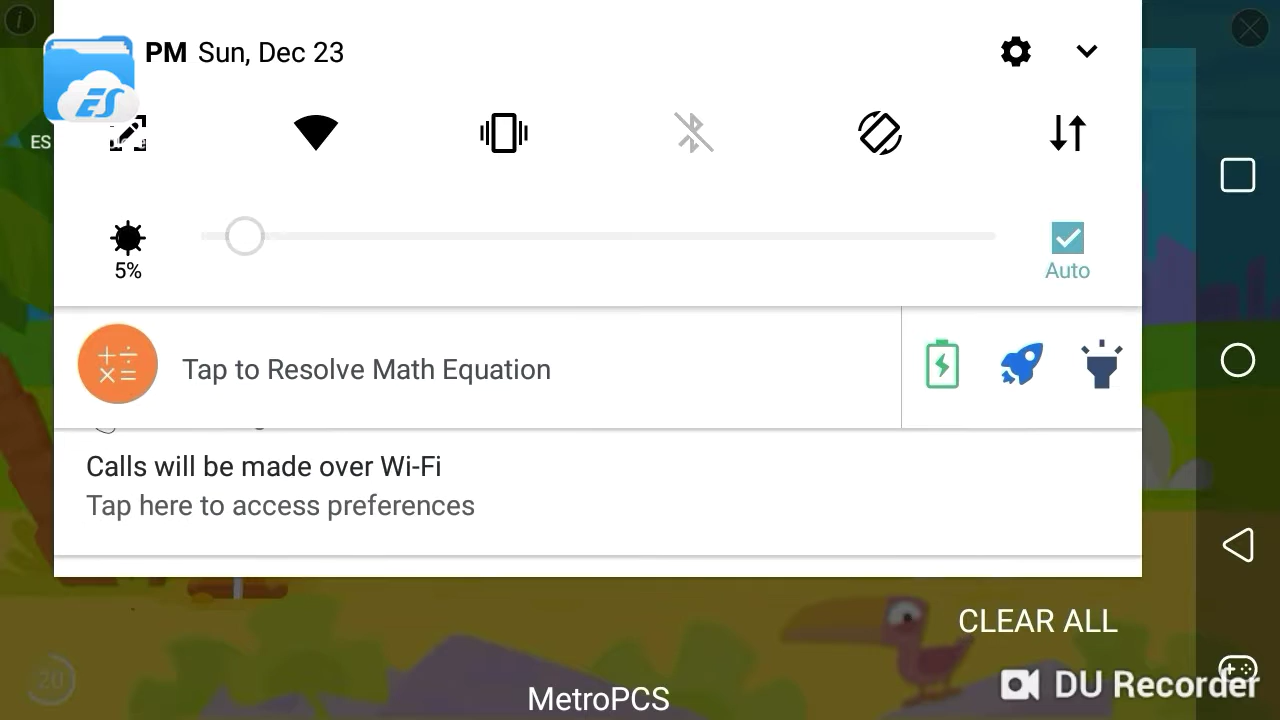 PM Sun, Dec 23
ES
ES
5%
Auto
Tap to Resolve Math Equation
Calls will be made over Wi-Fi
Tap here to access preferences
CLEAR ALL
20
MetroPCS
DU Recorder